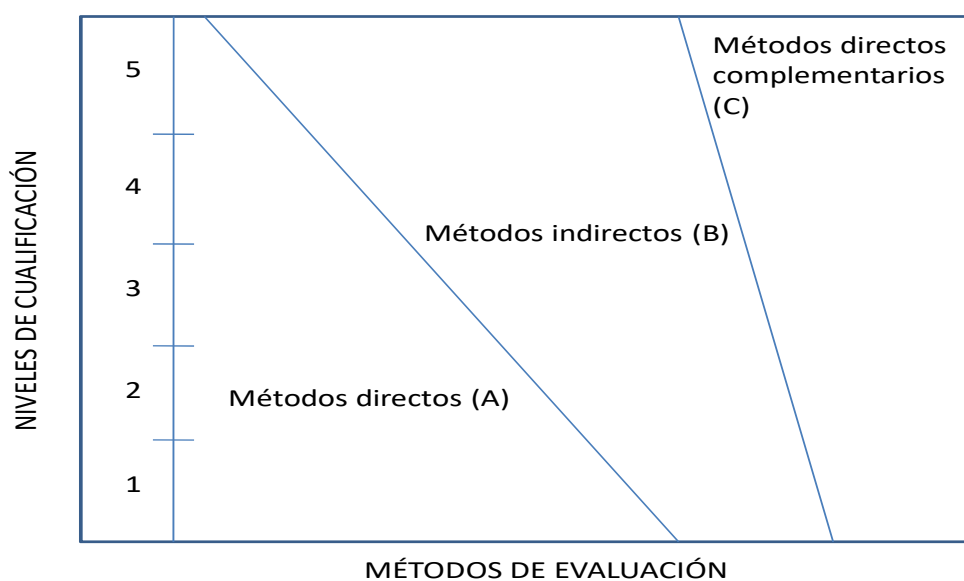 Métodos directos
complementarios
(C)
5
4
Métodos indirectos (B)
3
2
Métodos directos (A)
1
NIVELES DE CUALIFICACIÓN
MÉTODOS DE EVALUACIÓN